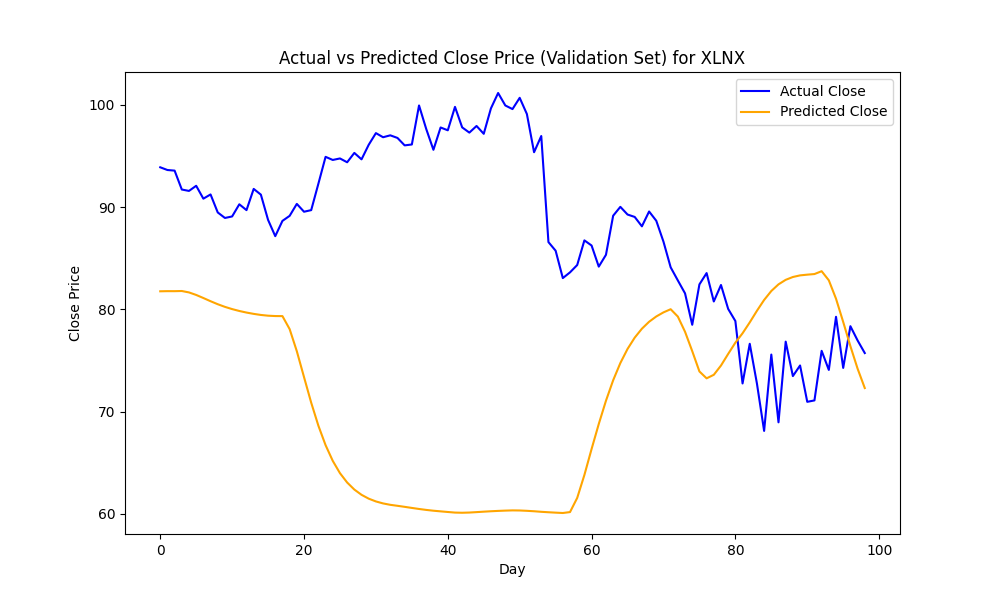 Actual vs Predicted Close Price (Validation Set) for XLNX
Actual Close
Predicted Close
Close Price
100
90
80
70
60
0 20 40 60 80 100
Day